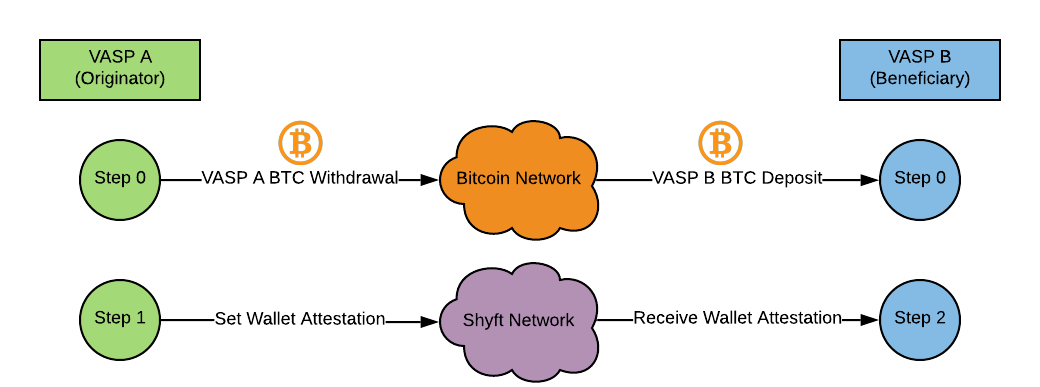 VASP A
(Originator)
VASP B
(Beneficiary)
Step 0
VASP A BTC Withdrawal
Bitcoin Network
VASP B BTC Deposit
Step 0
Step 1
Set Wallet Attestation
Shyft Network
Receive Wallet Attestation
Step 2